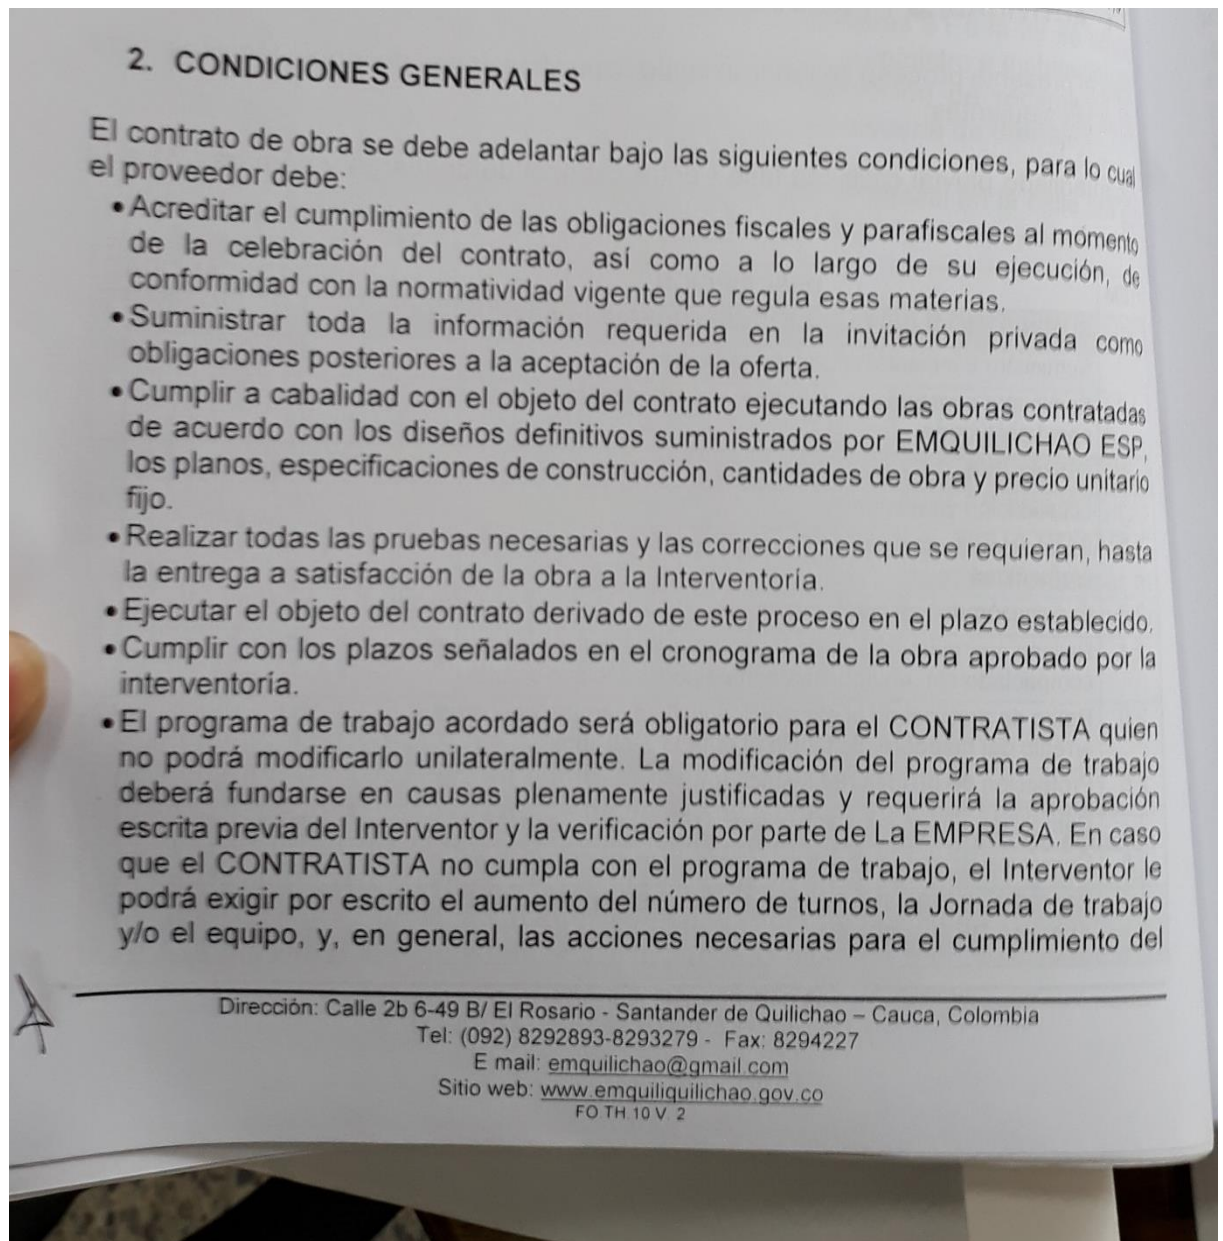 2. CONDICIONES GENERALES
El contrato de obra se debe adelantar bajo las siguientes condiciones, para lo cual
el proveedor debe:
• Acreditar el cumplimiento de las obligaciones fiscales y parafiscales al momento
de la celebración del contrato, así como a lo largo de su ejecución, de
conformidad con la normatividad vigente que regula esas materias.
• Suministrar toda la información requerida en la invitación privada como
obligaciones posteriores a la aceptación de la oferta.
• Cumplir a cabalidad con el objeto del contrato ejecutando las obras contratadas
de acuerdo con los diseños definitivos suministrados por EMQUILICHAO ESP,
los planos, especificaciones de construcción, cantidades de obra y precio unitario
fijo.
• Realizar todas las pruebas necesarias y las correcciones que se requieran, hasta
la entrega a satisfacción de la obra a la Interventoría.
• Ejecutar el objeto del contrato derivado de este proceso en el plazo establecido.
• Cumplir con los plazos señalados en el cronograma de la obra aprobado por la
interventoría.
• El programa de trabajo acordado será obligatorio para el CONTRATISTA quien
no podrá modificarlo unilateralmente. La modificación del programa de trabajo
deberá fundarse en causas plenamente justificadas y requerirá la aprobación
escrita previa del Interventor y la verificación por parte de La EMPRESA. En caso
que el CONTRATISTA no cumpla con el programa de trabajo, el Interventor le
podrá exigir por escrito el aumento del número de turnos, la Jornada de trabajo
y/o el equipo, y, en general, las acciones necesarias para el cumplimiento del
Dirección: Calle 2b 6-49 B/ El Rosario - Santander de Quilichao – Cauca, Colombia
Tel: (092) 8292893-8293279 - Fax: 8294227
E mail: emquilichao@gmail.com
Sitio web: www.emquiliquilichao.gov.co
FO.TH.10 V. 2